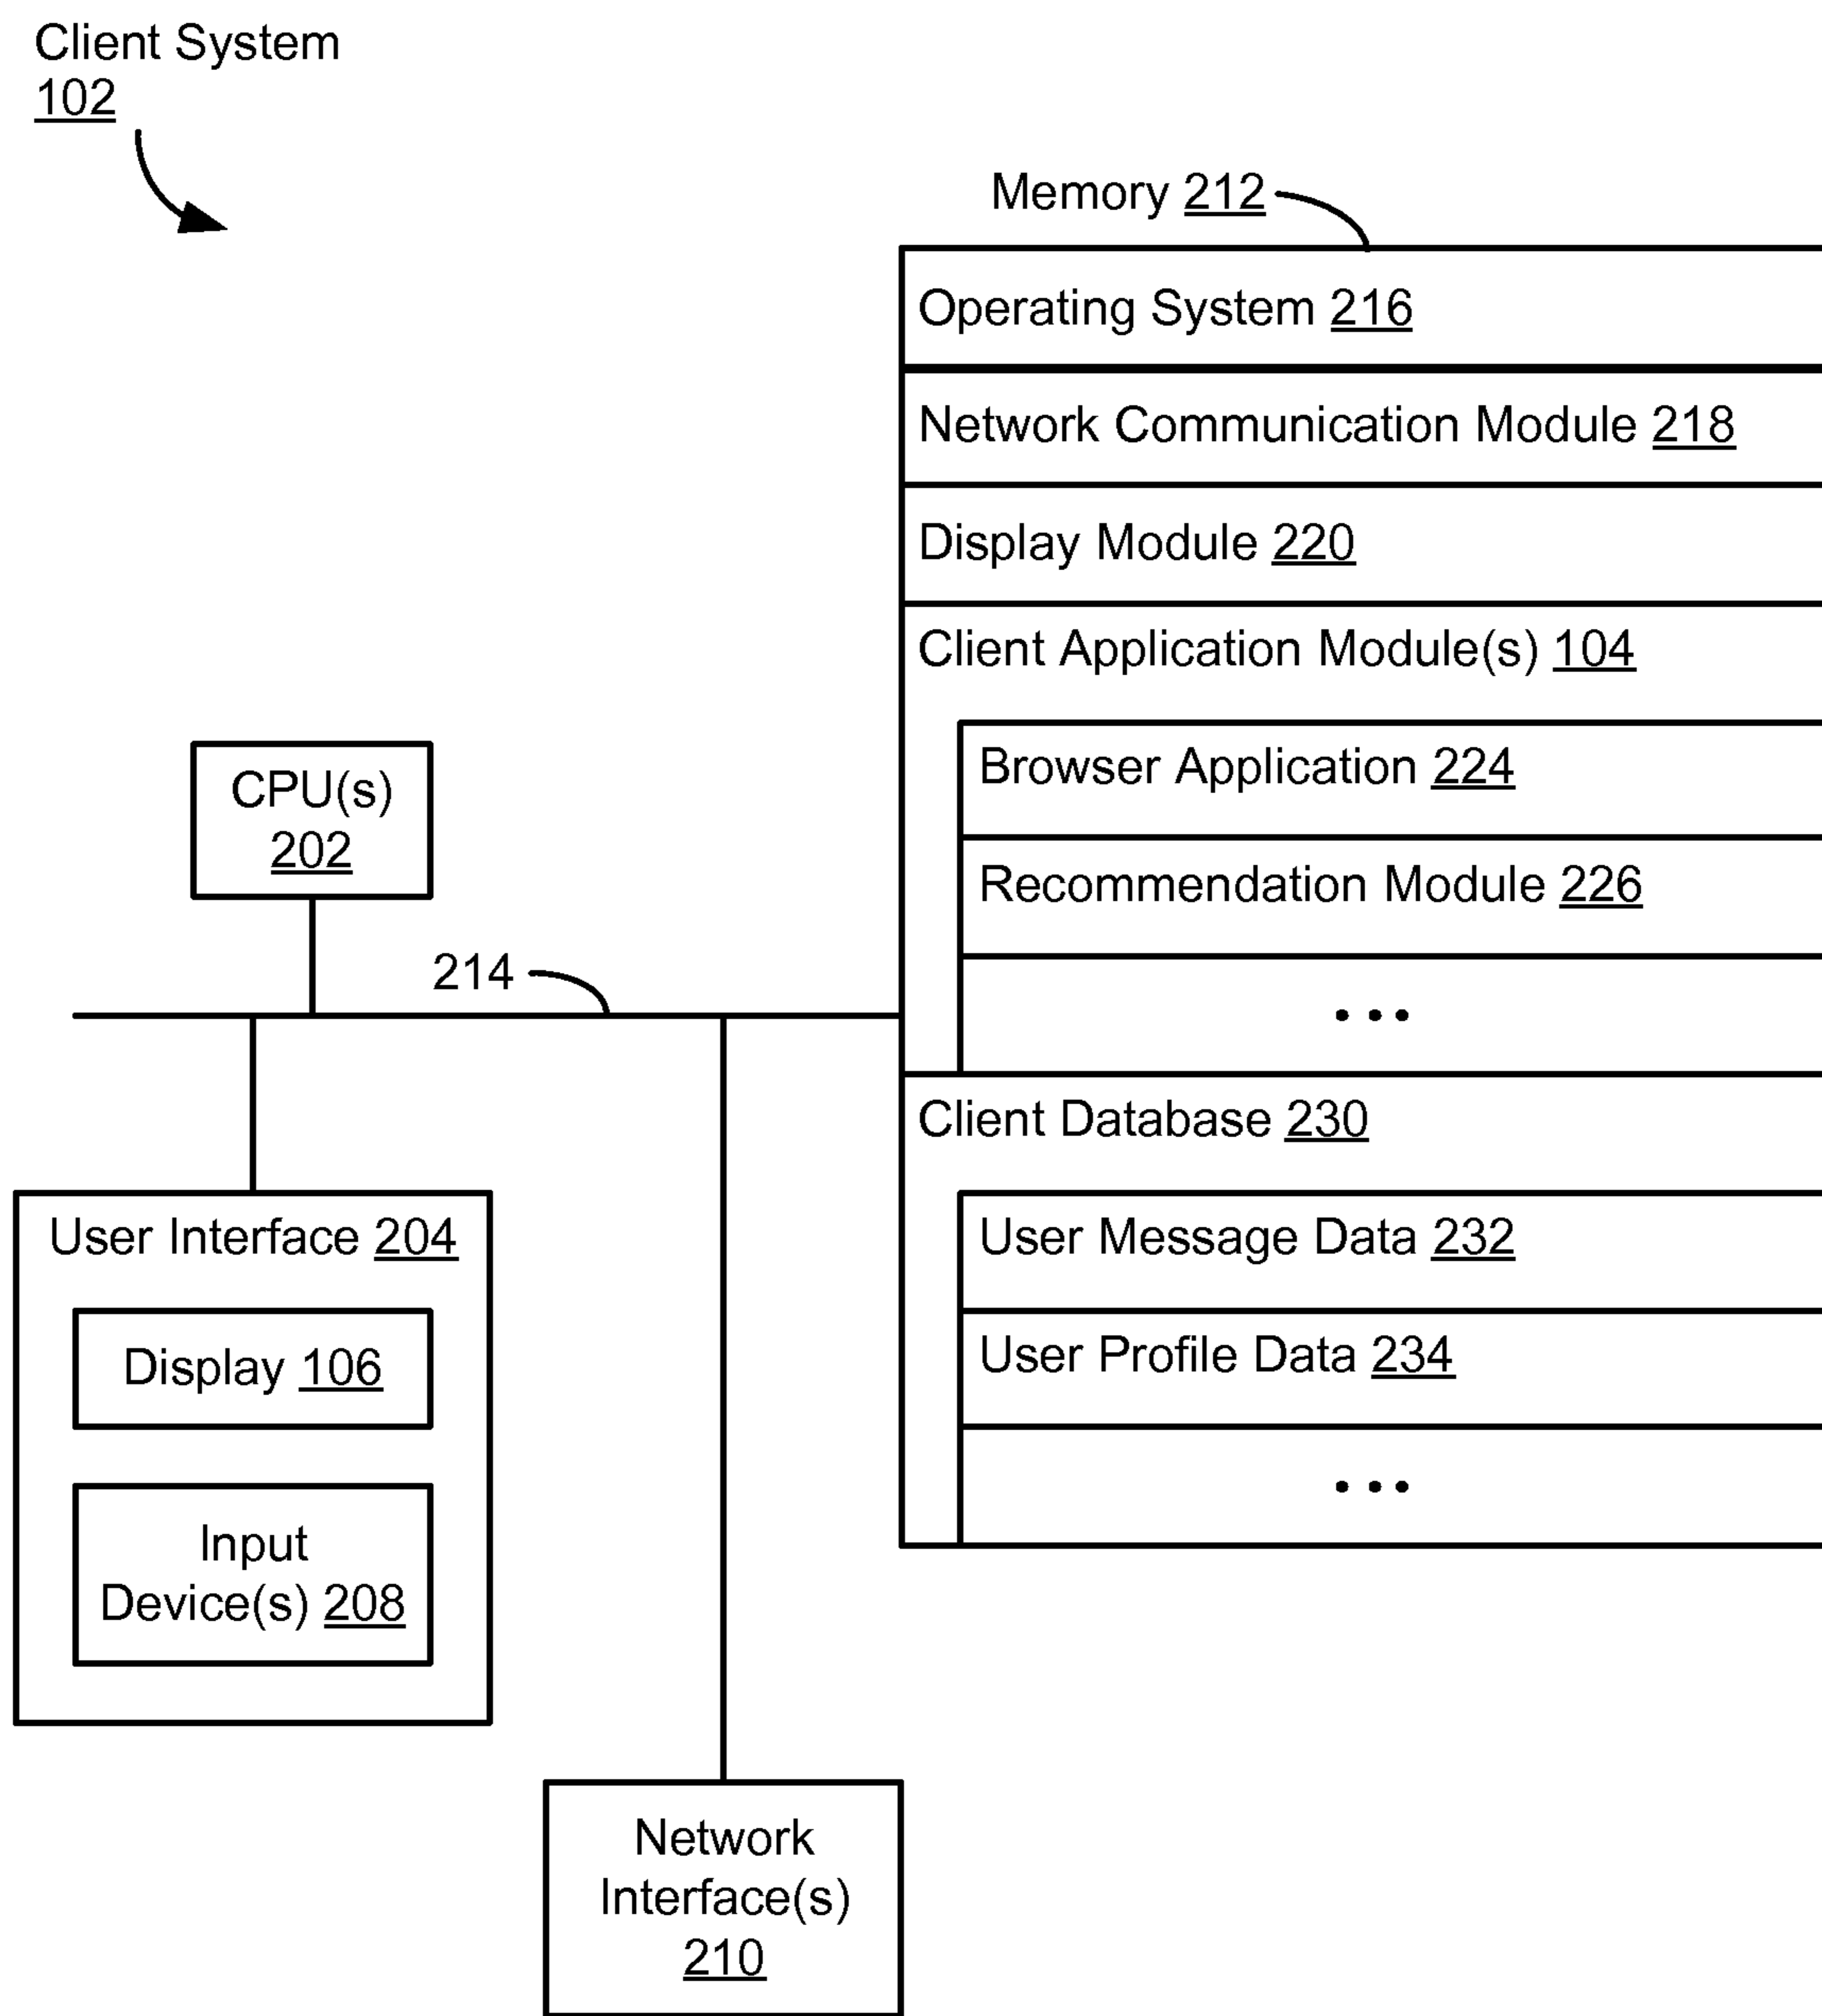 Client System
102
Memory 212
Operating System 216
Network Communication Module 218
Display Module 220
Client Application Module(s) 104
Browser Application 224
Recommendation Module 226
...
Client Database 230
User Message Data 232
User Profile Data 234
...
CPU(s)
202
214
User Interface 204
Display 106
Input
Device(s) 208
Network
Interface(s)
210